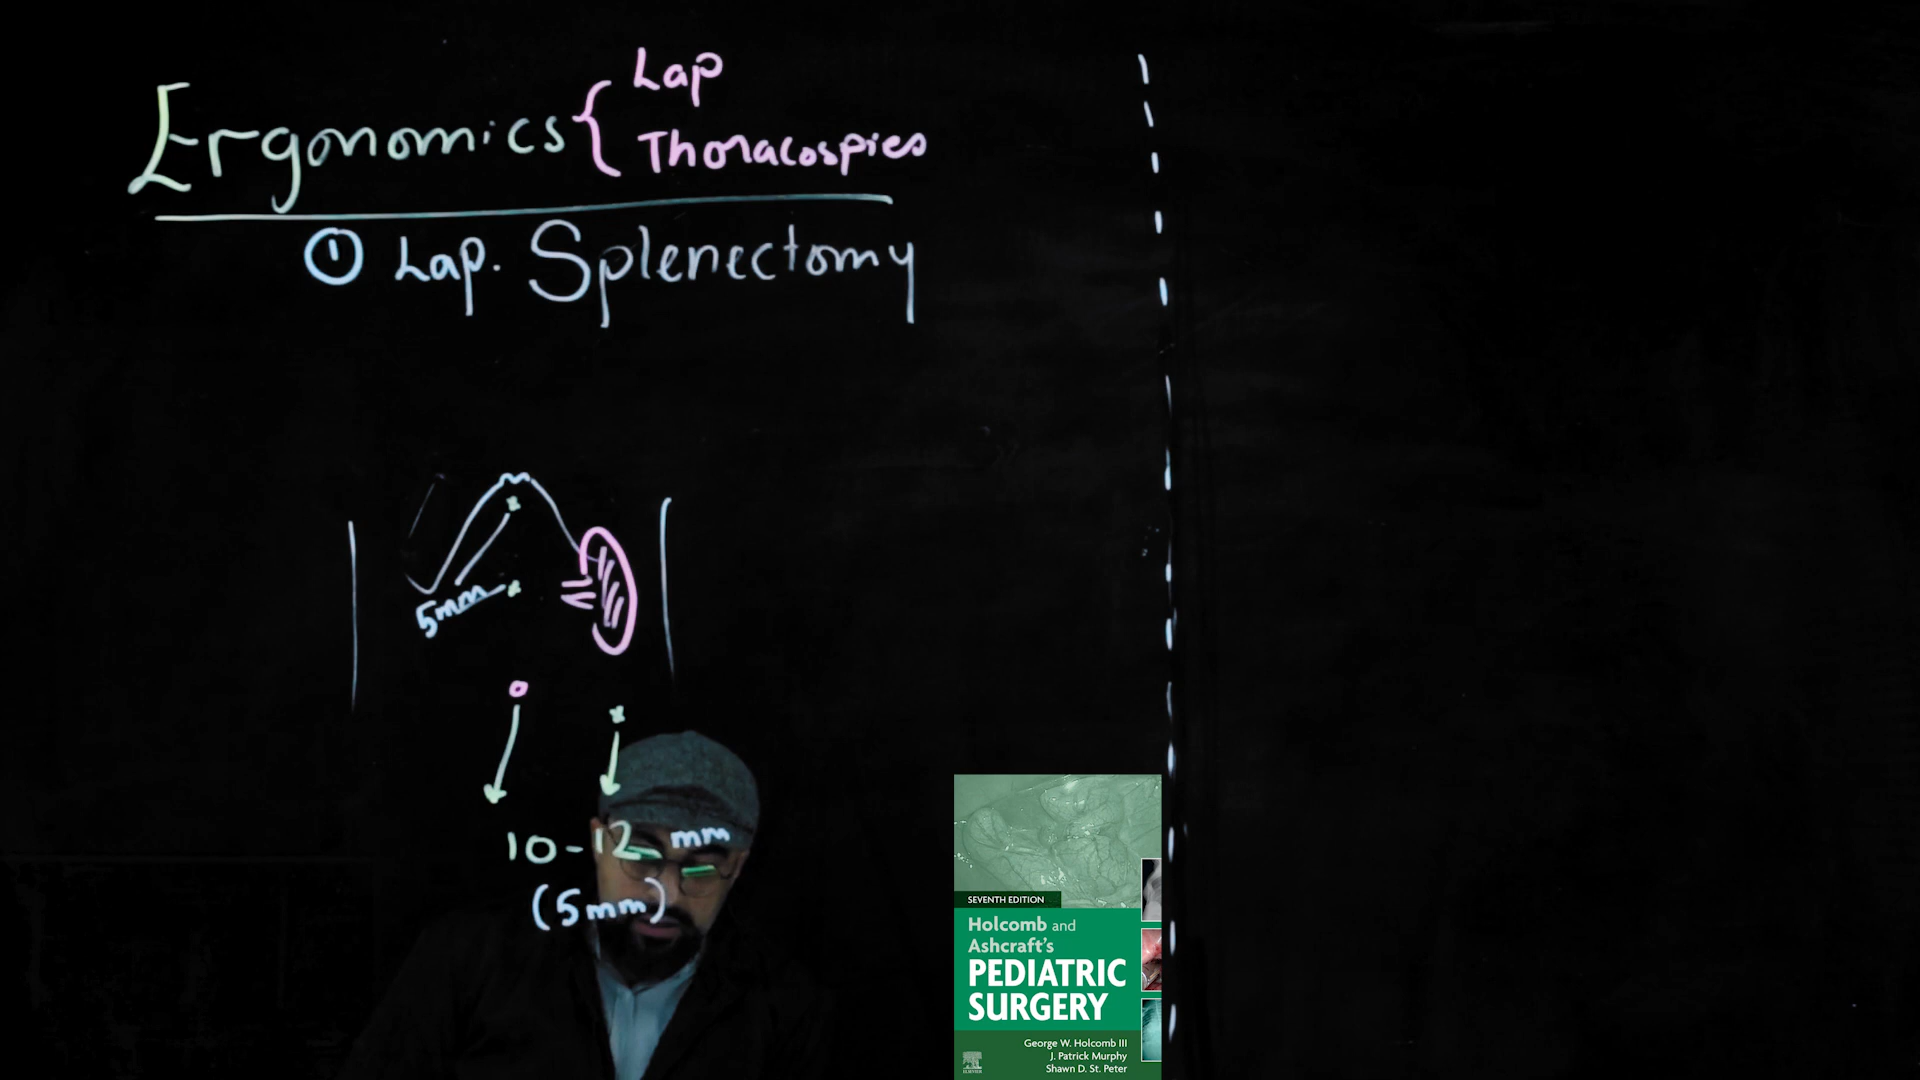 Ergonomics { Lap
Thoracospies
① Lap. Splenectomy
5mm
10-12 mm
(5mm)
SEVENTH EDITION
Holcomb and
Ashcraft's
PEDIATRIC
SURGERY
George W. Holcomb III
J. Patrick Murphy
Shawn D. St. Peter
ELSEVIER